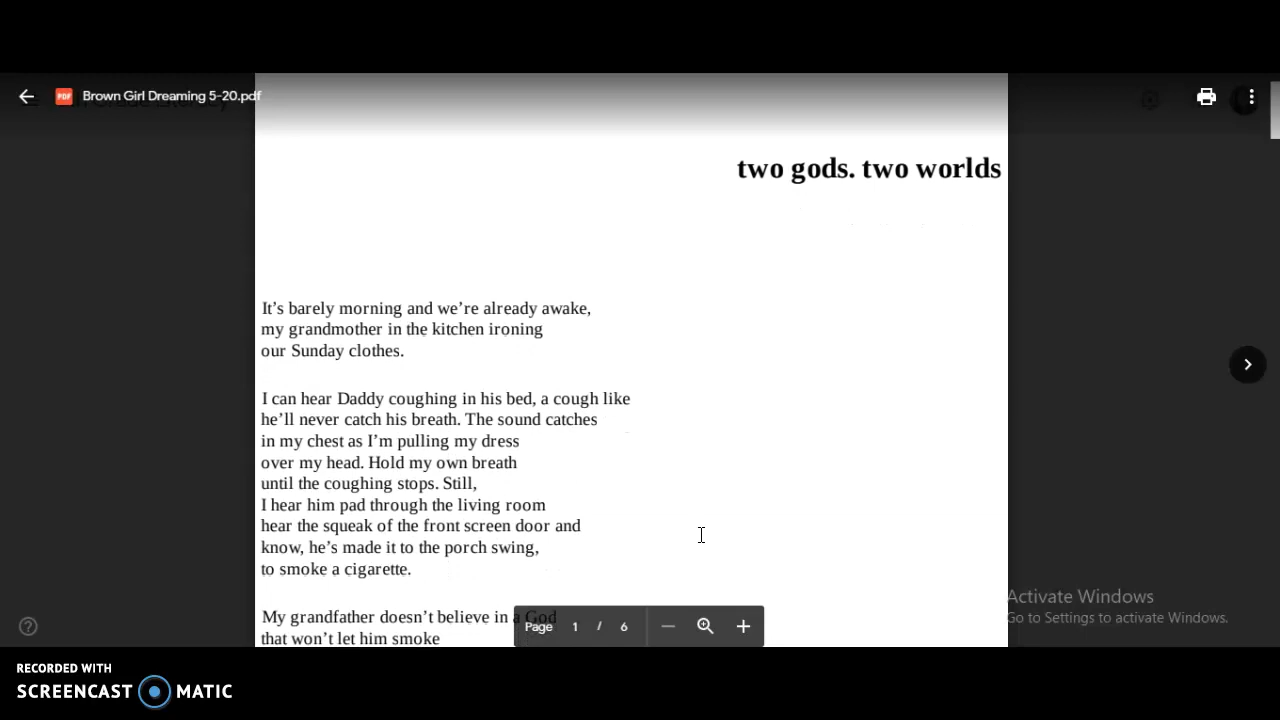 PDF Brown Girl Dreaming 5-20.pdf
two gods. two worlds
It's barely morning and we're already awake,
my grandmother in the kitchen ironing
our Sunday clothes.
I can hear Daddy coughing in his bed, a cough like
he'll never catch his breath. The sound catches
in my chest as I'm pulling my dress
over my head. Hold my own breath
until the coughing stops. Still,
I hear him pad through the living room
hear the squeak of the front screen door and
know, he's made it to the porch swing,
to smoke a cigarette.
My grandfather doesn't believe in a God
that won't let him smoke
Page 1 / 6
Activate Windows
Go to Settings to activate Windows.
RECORDED WITH
SCREENCAST MATIC